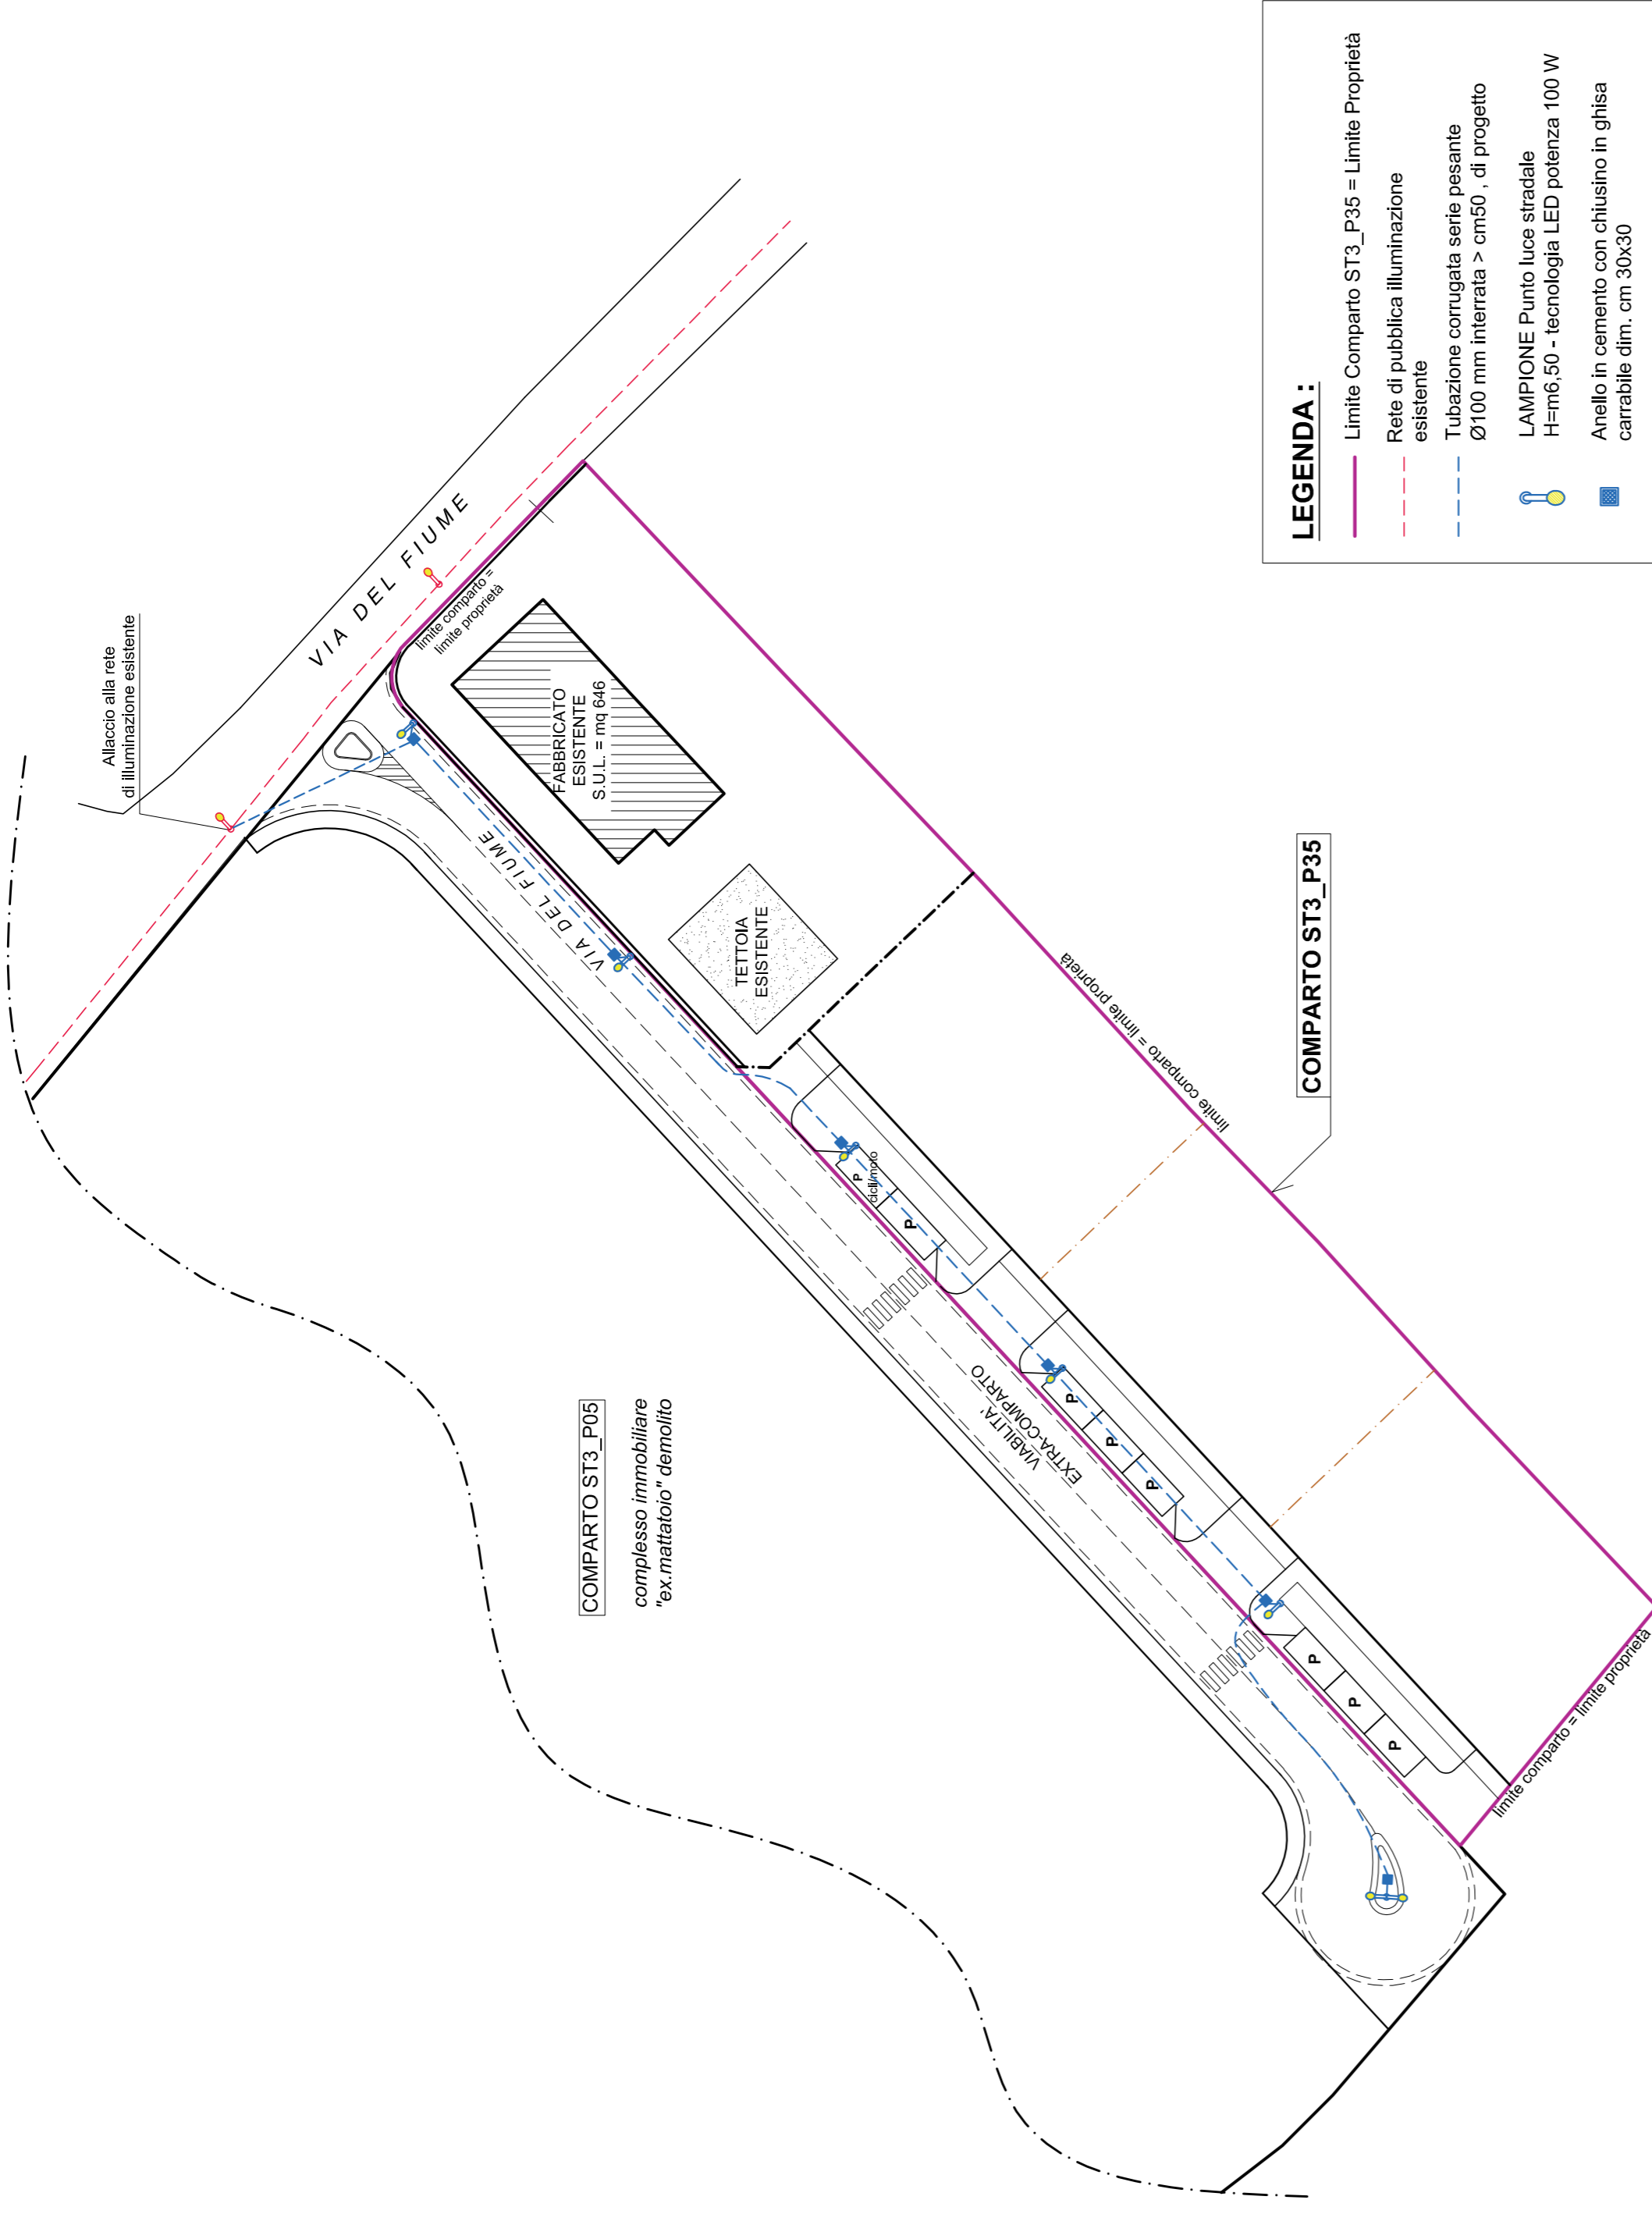 Allaccio alla rete
di illuminazione esistente
VIA DEL FIUME
limite comparto =
limite proprietà
FABBRICATO
ESISTENTE
S.U.L. = mq 646
VIA DEL FIUME
TETTOIA
ESISTENTE
P
cicli/moto
P
VIABILITA'
EXTRA-COMPARTO
P
P
P
P
P
P
limite comparto = limite proprietà
limite comparto = limite proprietà
COMPARTO ST3_P35
COMPARTO ST3_P05
complesso immobiliare
"ex.mattatoio" demolito
LEGENDA :
Limite Comparto ST3_P35 = Limite Proprietà
Rete di pubblica illuminazione
esistente
Tubazione corrugata serie pesante
Ø100 mm interrata > cm50 , di progetto
LAMPIONE Punto luce stradale
H=m6,50 - tecnologia LED potenza 100 W
Anello in cemento con chiusino in ghisa
carrabile dim. cm 30x30